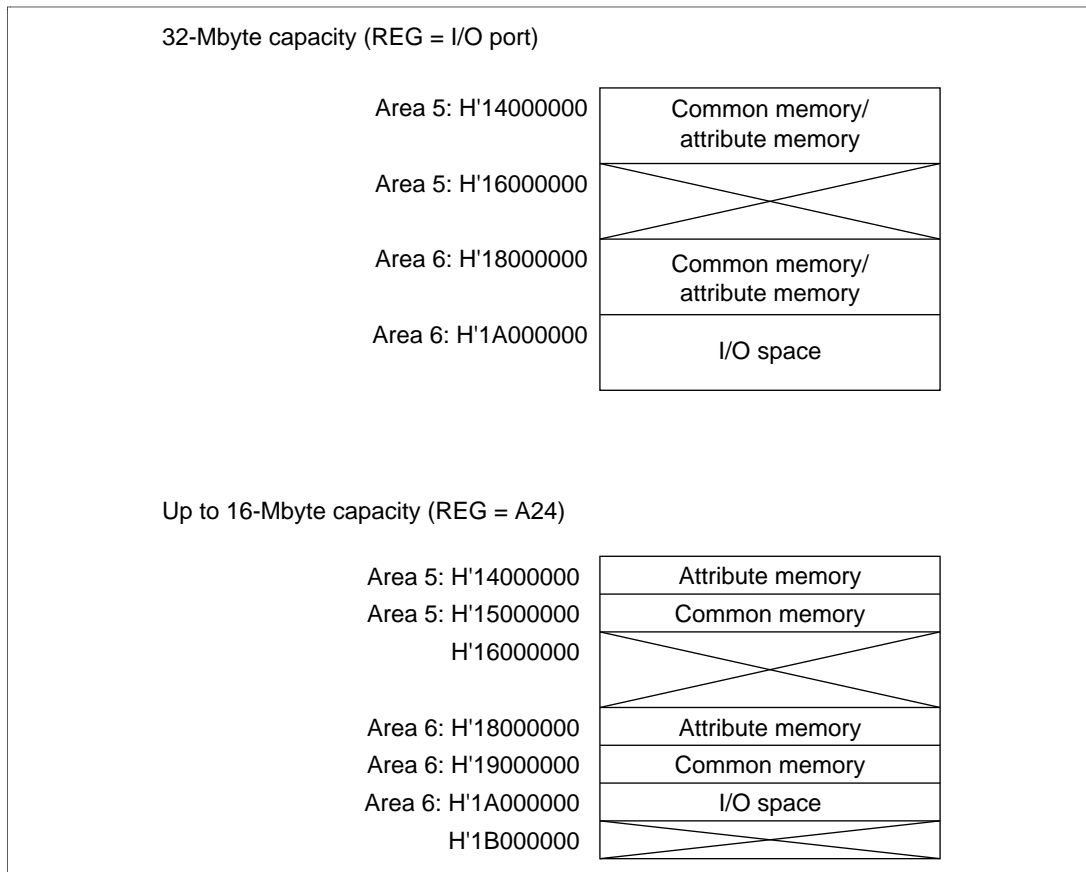 32-Mbyte capacity (REG = I/O port)
Area 5: H'14000000
Common memory/
attribute memory
Area 5: H'16000000
Area 6: H'18000000
Common memory/
attribute memory
Area 6: H'1A000000
I/O space
Up to 16-Mbyte capacity (REG = A24)
Area 5: H'14000000
Attribute memory
Area 5: H'15000000
Common memory
H'16000000
Area 6: H'18000000
Attribute memory
Area 6: H'19000000
Common memory
Area 6: H'1A000000
I/O space
H'1B000000